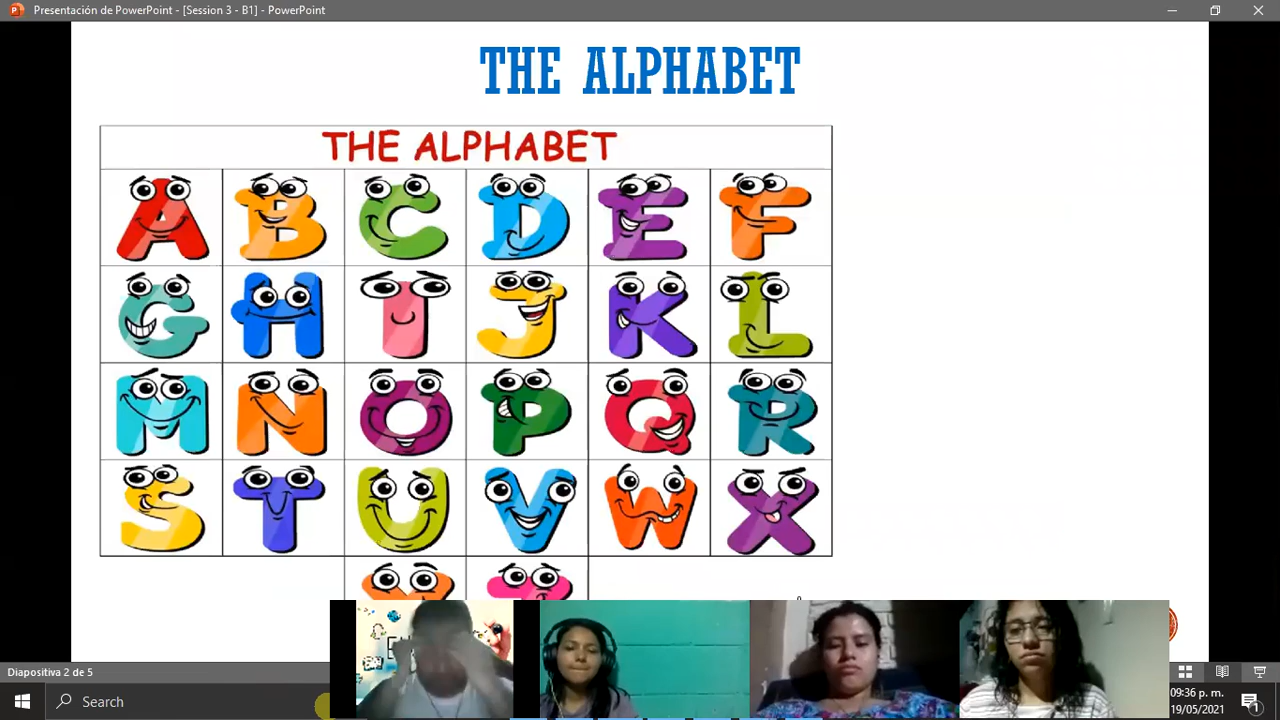 Presentación de PowerPoint - [Session 3 - B1] - PowerPoint
THE ALPHABET
THE ALPHABET
A B C D E F
G H I J K L
M N O P Q R
S T U V W X
Diapositiva 2 de 5
Search
09:36 p. m.
19/05/2021
1